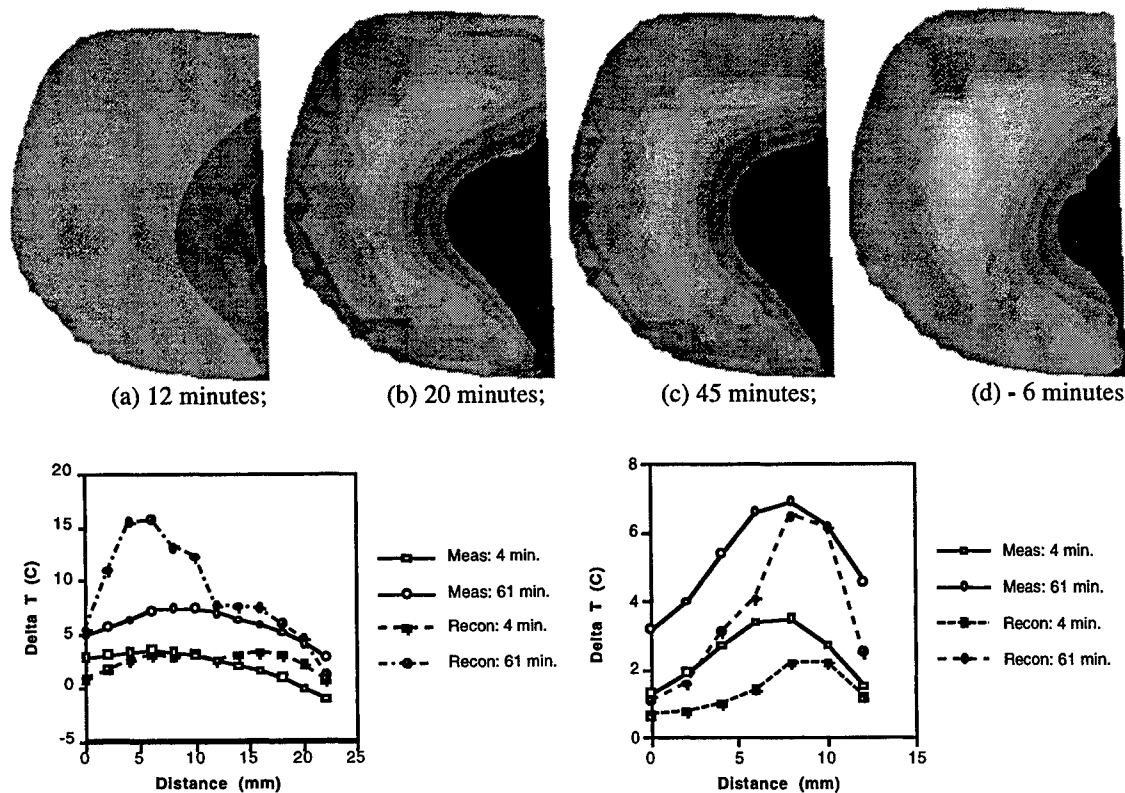 (a) 12 minutes;
(b) 20 minutes;
(c) 45 minutes;
(d) - 6 minutes
20
15
10
5
0
-5
Delta T (C)
0
5
10
15
20
25
Distance (mm)
Meas: 4 min.
Meas: 61 min.
Recon: 4 min.
Recon: 61 min.
8
6
4
2
0
Delta T (C)
0
5
10
15
Distance (mm)
Meas: 4 min.
Meas: 61 min.
Recon: 4 min.
Recon: 61 min.